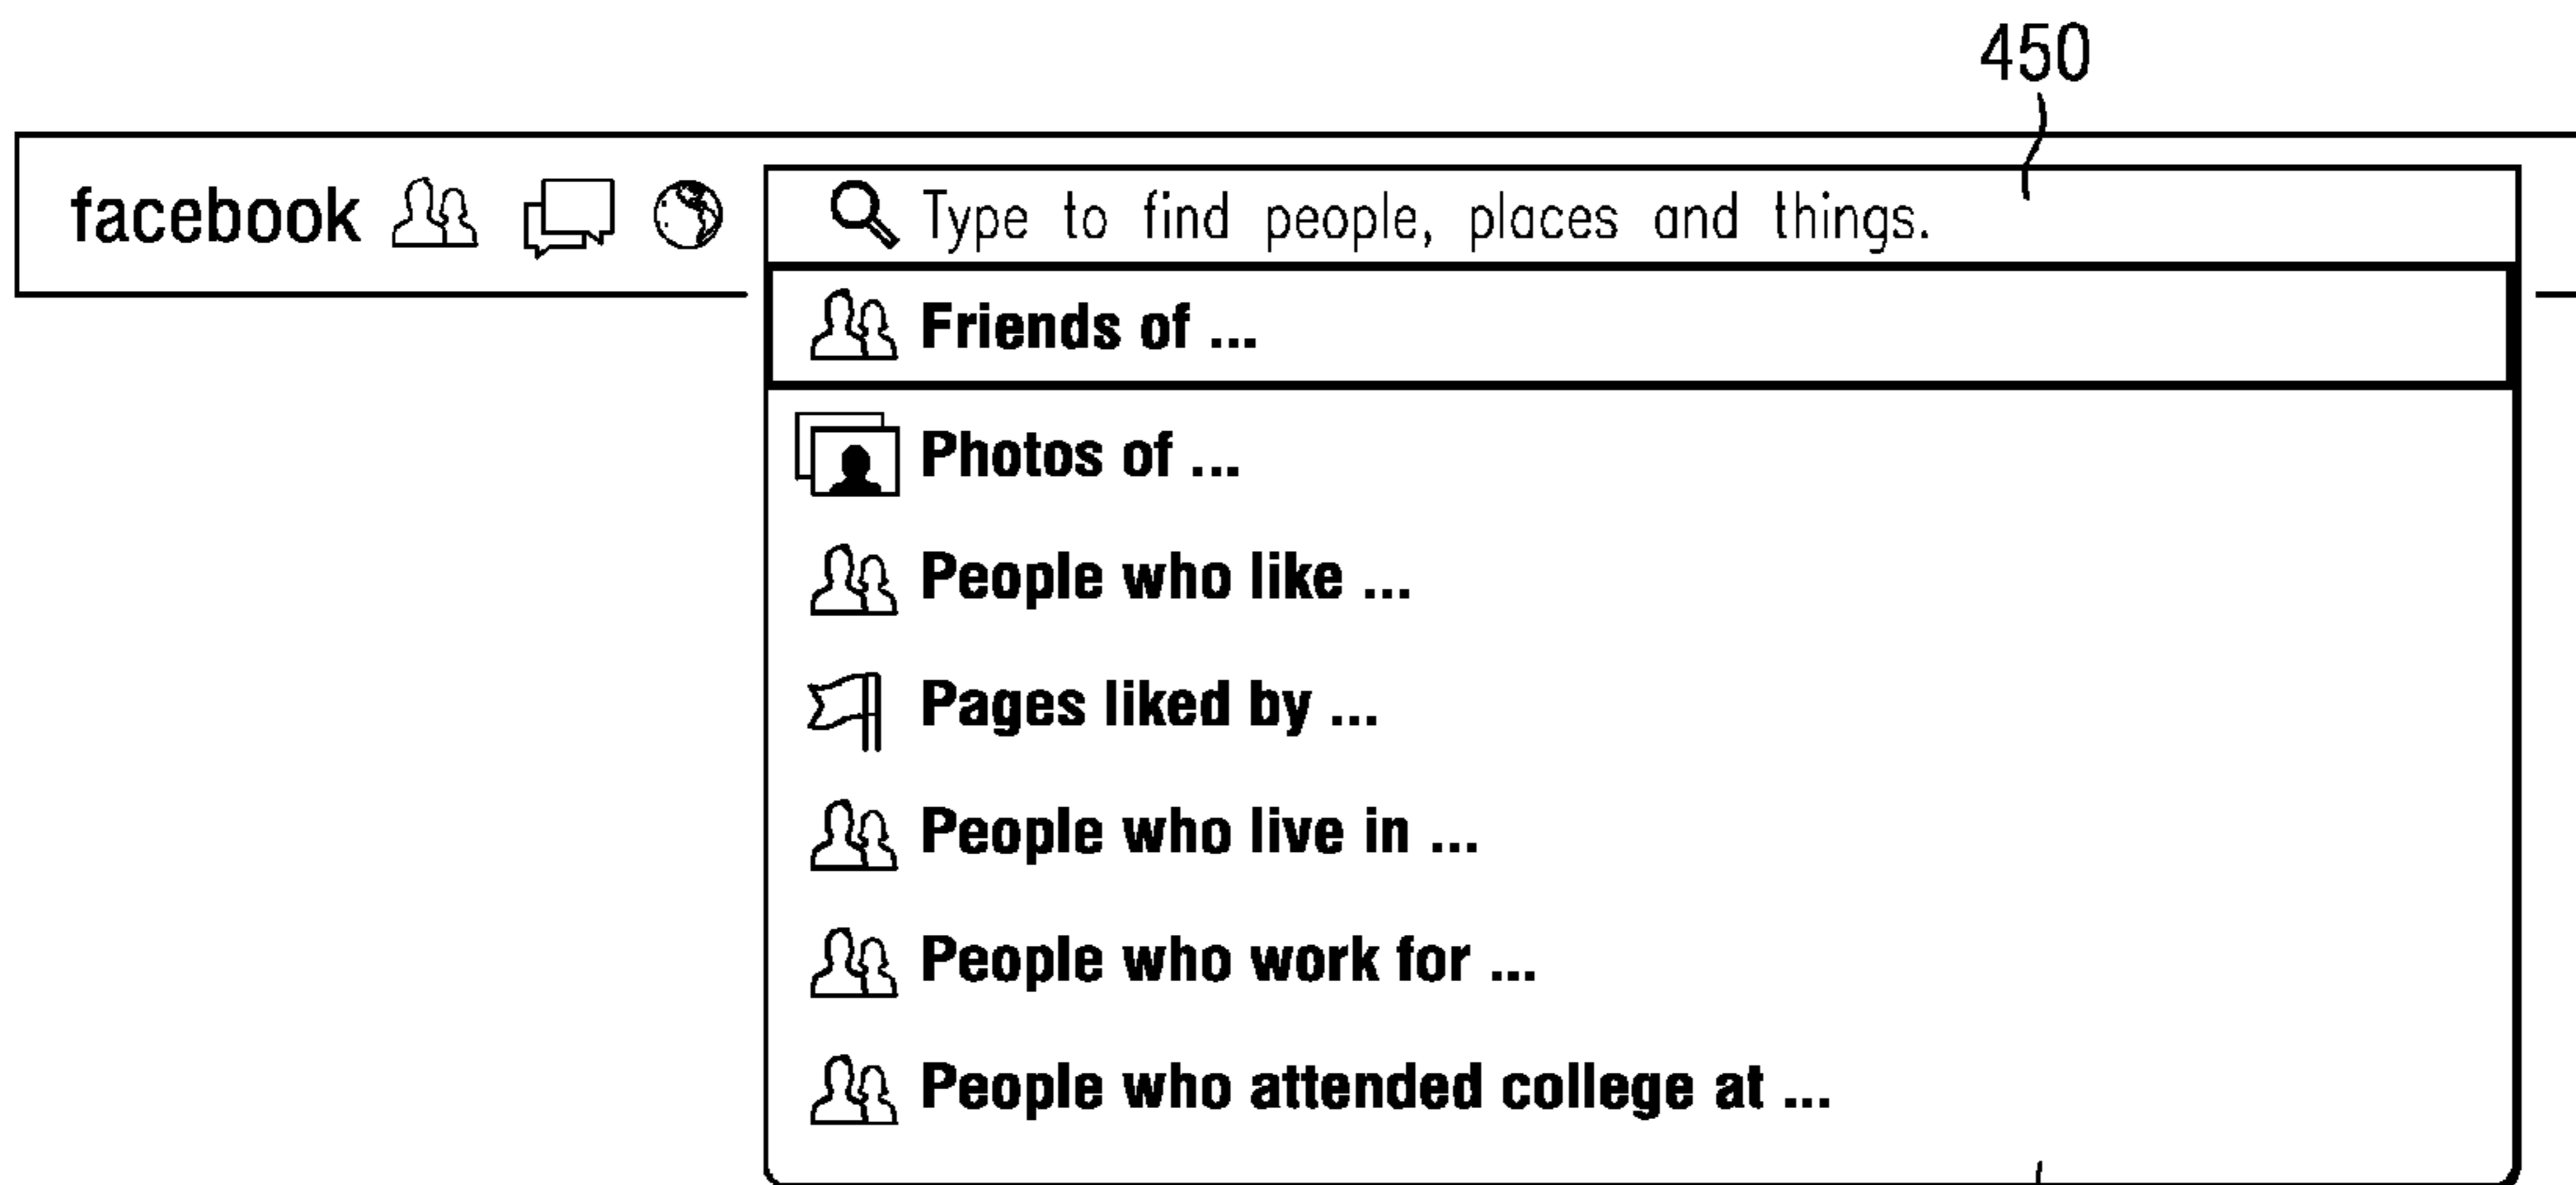 450
facebook
Type to find people, places and things.
Friends of ...
Photos of ...
People who like ...
Pages liked by ...
People who live in ...
People who work for ...
People who attended college at ...